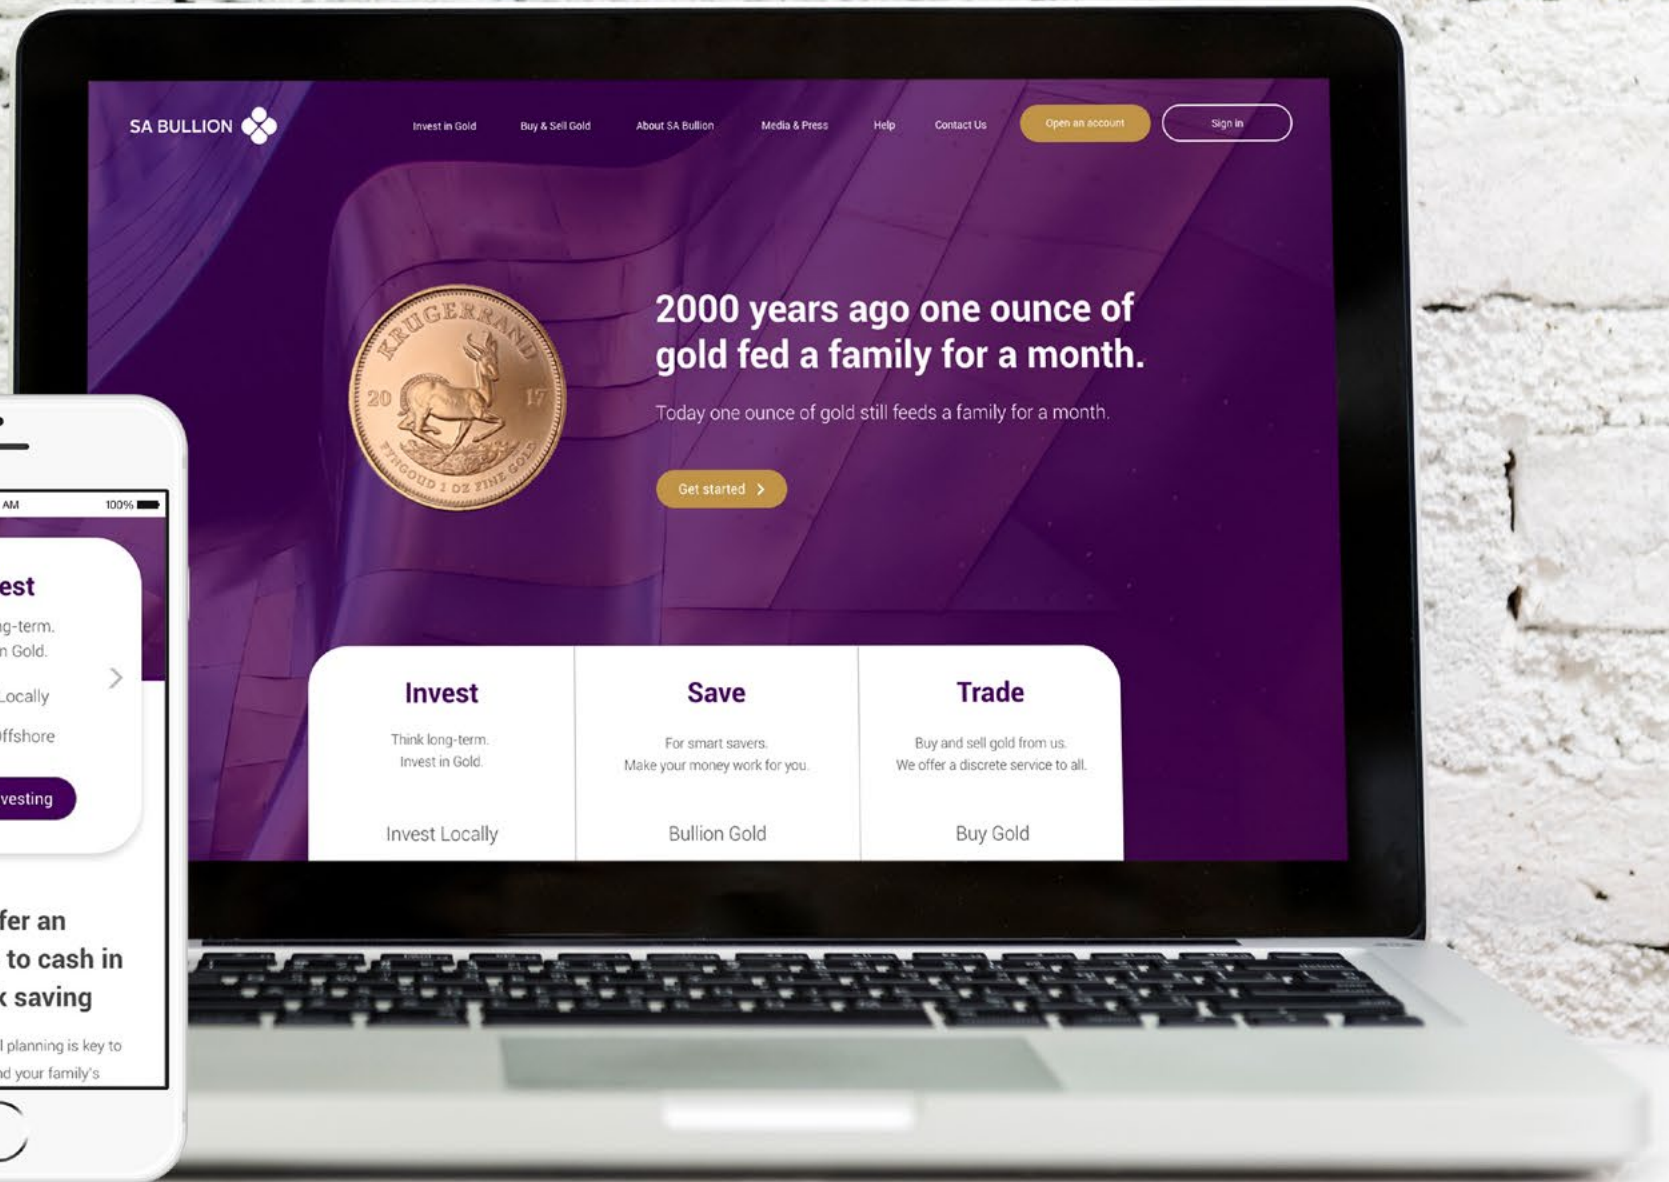 SA BULLION
Invest in Gold
Buy & Sell Gold
About SA Bullion
Media & Press
Help
Contact Us
Open an account
Sign in
KRUGERRAND
20 17
FYNGOUD 1 OZ FINE GOLD
2000 years ago one ounce of
gold fed a family for a month.
Today one ounce of gold still feeds a family for a month.
Get started >
Invest
Think long-term.
Invest in Gold.
Invest Locally
Save
For smart savers.
Make your money work for you.
Bullion Gold
Trade
Buy and sell gold from us.
We offer a discrete service to all.
Buy Gold
AM 100%
est
ng-term.
n Gold.
Locally
Offshore
vesting
fer an
to cash in
k saving
l planning is key to
nd your family's